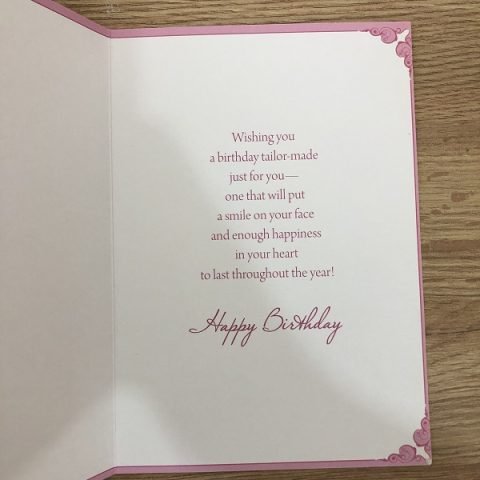 Wishing you
a birthday tailor-made
just for you—
one that will put
a smile on your face
and enough happiness
in your heart
to last throughout the year!
Happy Birthday